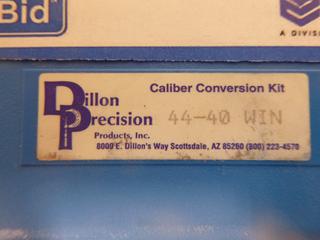 Bid™
A DIVISI
Caliber Conversion Kit
Dillon
Precision
Products, Inc.
44-40 WIN
8009 E. Dillon's Way Scottsdale, AZ 85260 (800) 223-4570